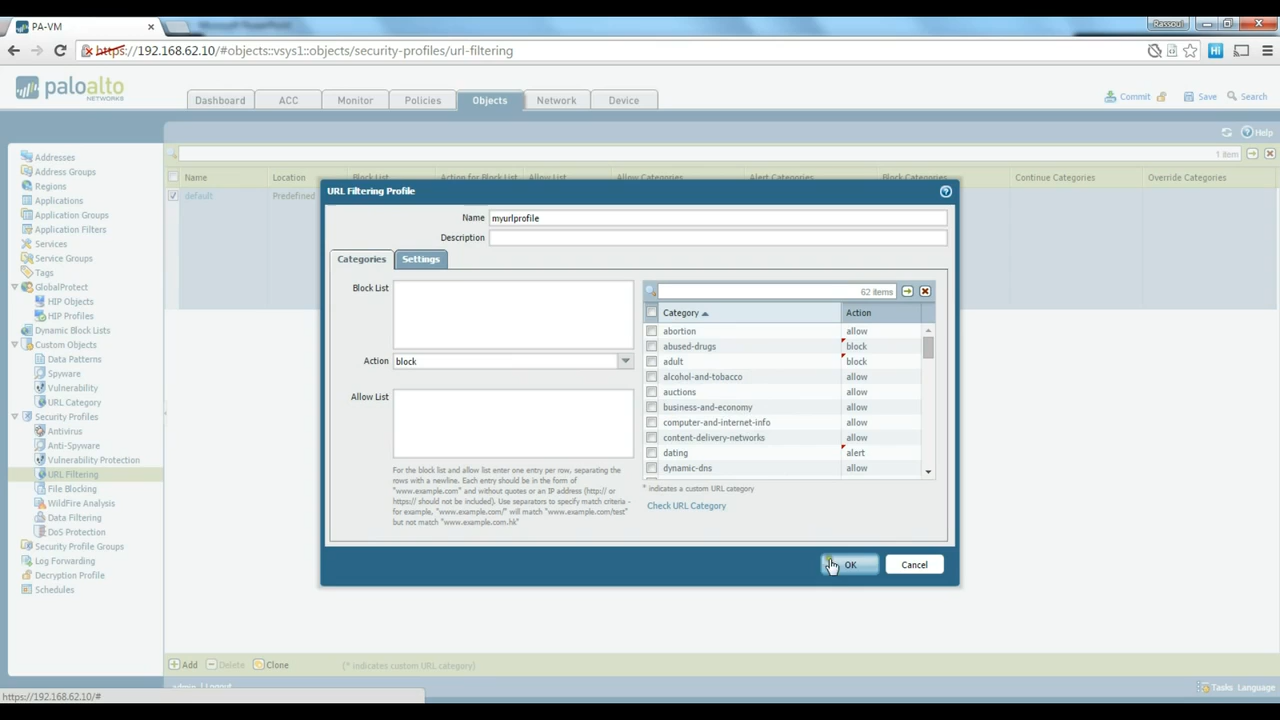 PA-VM
Rassoul
https://192.168.62.10/#objects::vsys1::objects/security-profiles/url-filtering
paloalto
NETWORKS
Dashboard
ACC
Monitor
Policies
Objects
Network
Device
Commit
Save
Search
Help
1 item
Addresses
Address Groups
Regions
Applications
Application Groups
Application Filters
Services
Service Groups
Tags
GlobalProtect
HIP Objects
HIP Profiles
Dynamic Block Lists
Custom Objects
Data Patterns
Spyware
Vulnerability
URL Category
Security Profiles
Antivirus
Anti-Spyware
Vulnerability Protection
URL Filtering
File Blocking
WildFire Analysis
Data Filtering
DoS Protection
Security Profile Groups
Log Forwarding
Decryption Profile
Schedules
Name Location Block List Action for Block List Allow List Allow Categories Alert Categories Block Categories Continue Categories Override Categories
default Predefined
URL Filtering Profile
Name myurlprofile
Description
Categories Settings
Block List
Action block
Allow List
For the block list and allow list enter one entry per row, separating the
rows with a newline. Each entry should be in the form of
"www.example.com" and without quotes or an IP address (http:// or
https:// should not be included). Use separators to specify match criteria -
for example, "www.example.com/" will match "www.example.com/test"
but not match "www.example.com.hk"
62 items
Category Action
abortion allow
abused-drugs block
adult block
alcohol-and-tobacco allow
auctions allow
business-and-economy allow
computer-and-internet-info allow
content-delivery-networks allow
dating alert
dynamic-dns allow
* indicates a custom URL category
Check URL Category
OK Cancel
Add Delete Clone (* indicates custom URL category)
admin | Logout
Tasks Language
https://192.168.62.10/#